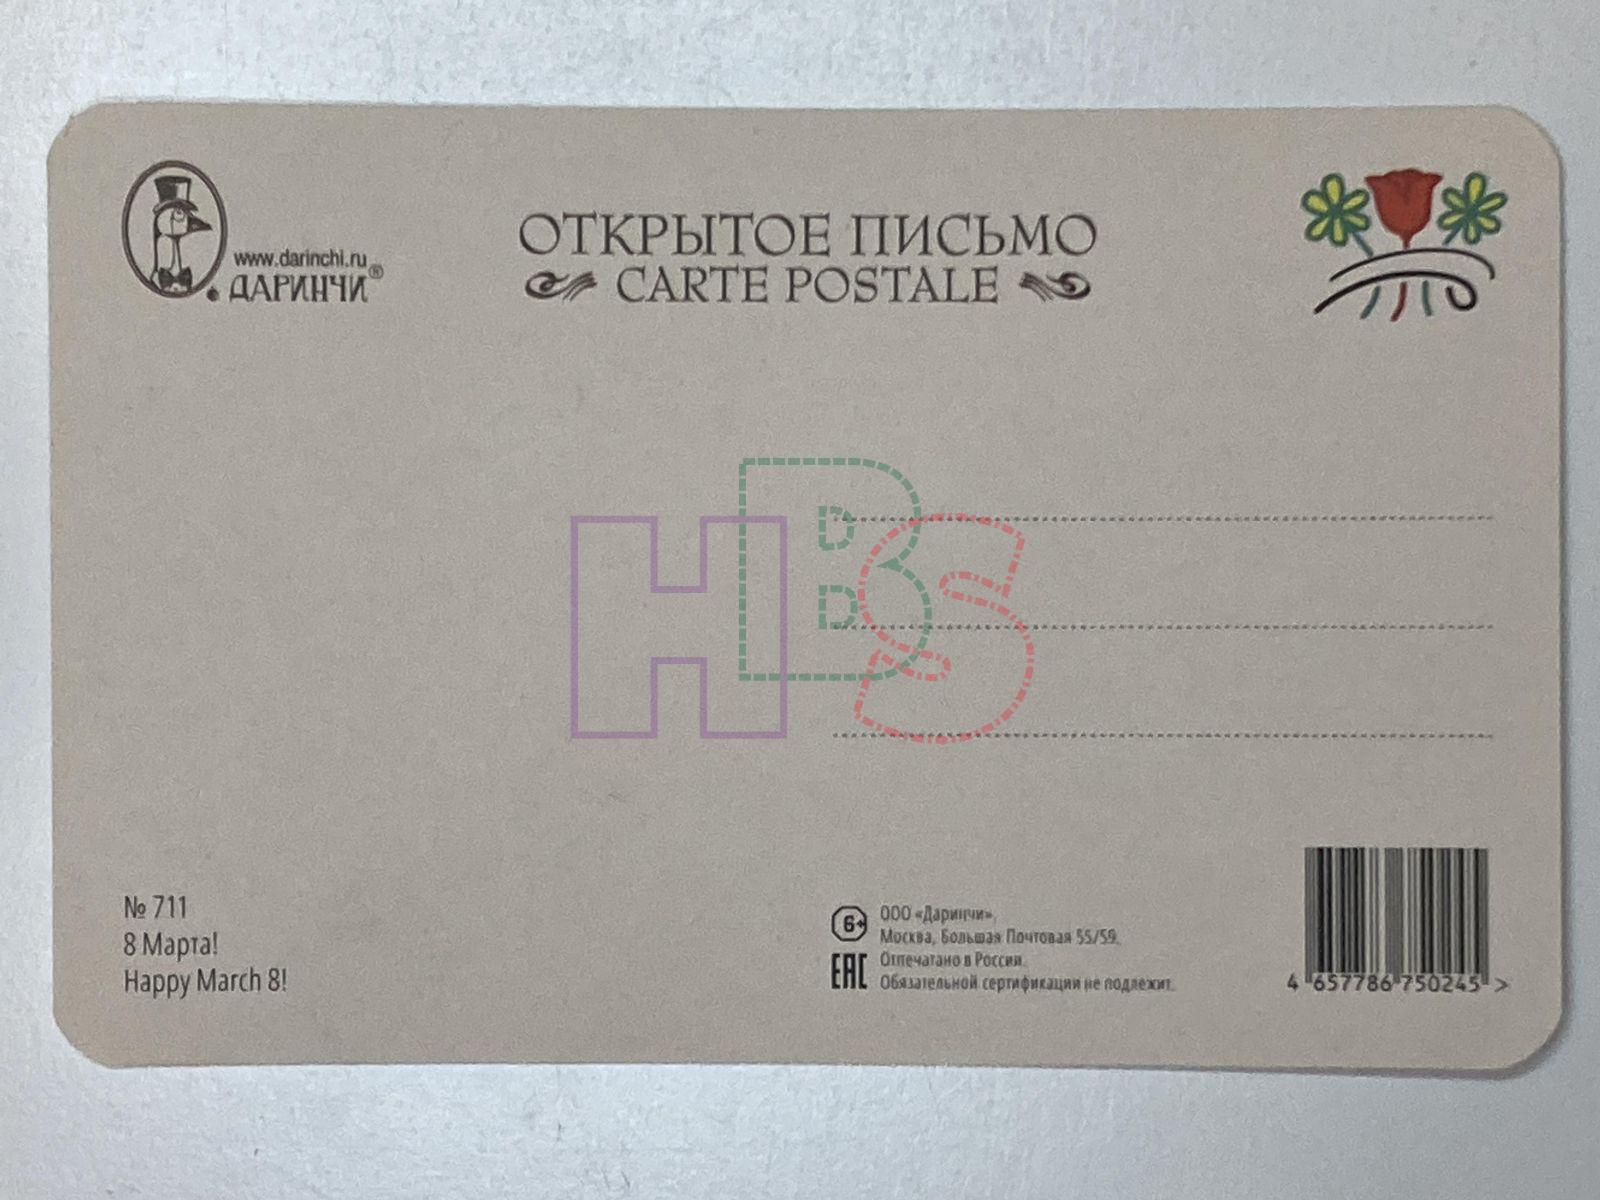 www.darinchi.ru
ДАРИНЧИ®
ОТКРЫТОЕ ПИСЬМО
CARTE POSTALE
H B S
№ 711
8 Марта!
Happy March 8!
6+
ООО «Даринчи»,
Москва, Большая Почтовая 55/59.
EAC
Отпечатано в России.
Обязательной сертификации не подлежит.
4 657786 750245 >